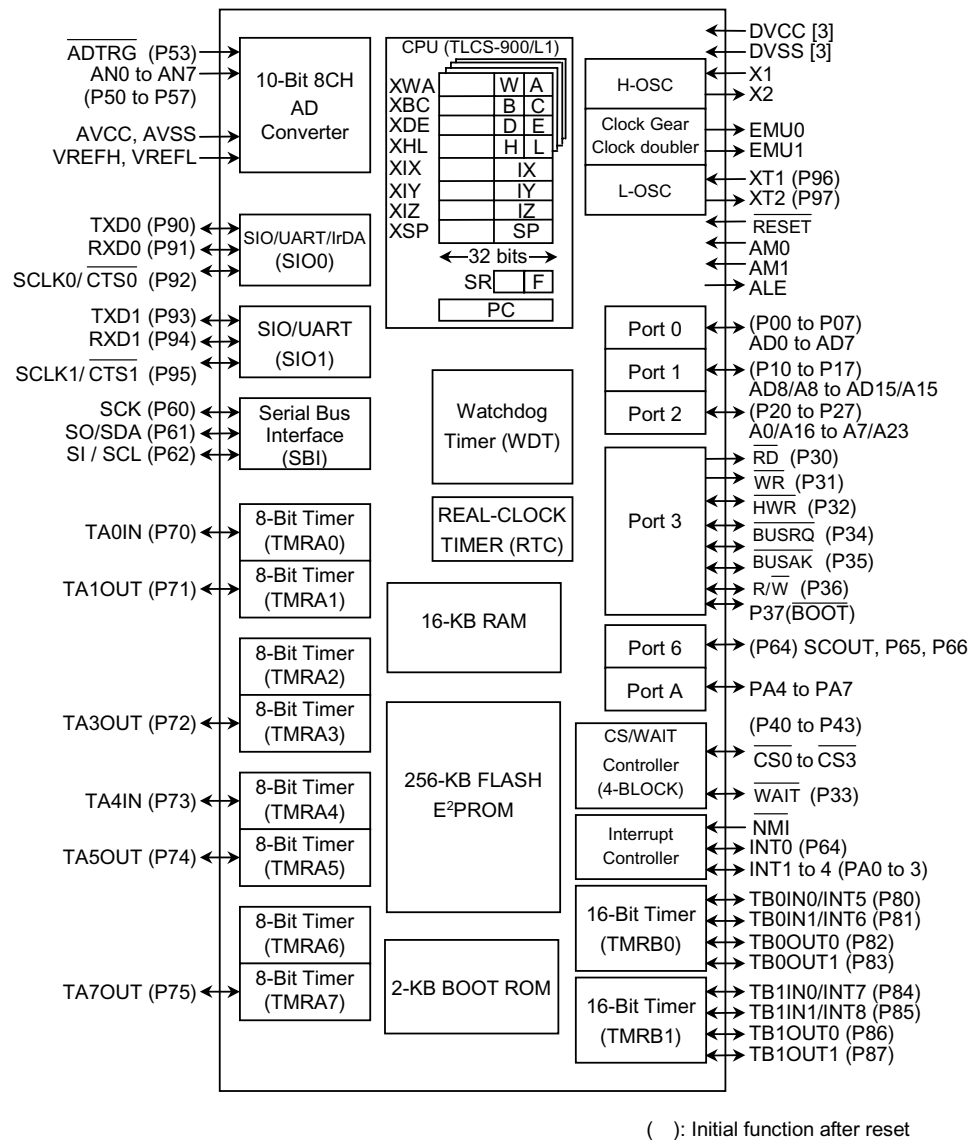 ADTRG (P53)
AN0 to AN7
(P50 to P57)
AVCC, AVSS
VREFH, VREFL
10-Bit 8CH
AD
Converter
TXD0 (P90)
RXD0 (P91)
SCLK0/ CTS0 (P92)
SIO/UART/IrDA
(SIO0)
TXD1 (P93)
RXD1 (P94)
SCLK1/ CTS1 (P95)
SIO/UART
(SIO1)
SCK (P60)
SO/SDA (P61)
SI / SCL (P62)
Serial Bus
Interface
(SBI)
TA0IN (P70)
8-Bit Timer
(TMRA0)
TA1OUT (P71)
8-Bit Timer
(TMRA1)
8-Bit Timer
(TMRA2)
TA3OUT (P72)
8-Bit Timer
(TMRA3)
TA4IN (P73)
8-Bit Timer
(TMRA4)
TA5OUT (P74)
8-Bit Timer
(TMRA5)
8-Bit Timer
(TMRA6)
TA7OUT (P75)
8-Bit Timer
(TMRA7)
CPU (TLCS-900/L1)
XWA W A
XBC B C
XDE D E
XHL H L
XIX IX
XIY IY
XIZ IZ
XSP SP
32 bits
SR F
PC
Watchdog
Timer (WDT)
REAL-CLOCK
TIMER (RTC)
16-KB RAM
256-KB FLASH
E²PROM
2-KB BOOT ROM
DVCC [3]
DVSS [3]
H-OSC
X1
X2
Clock Gear
Clock doubler
EMU0
EMU1
L-OSC
XT1 (P96)
XT2 (P97)
RESET
AM0
AM1
ALE
Port 0
(P00 to P07)
AD0 to AD7
Port 1
(P10 to P17)
AD8/A8 to AD15/A15
Port 2
(P20 to P27)
A0/A16 to A7/A23
Port 3
RD (P30)
WR (P31)
HWR (P32)
BUSRQ (P34)
BUSAK (P35)
R/W (P36)
P37(BOOT)
Port 6
(P64) SCOUT, P65, P66
Port A
PA4 to PA7
CS/WAIT
Controller
(4-BLOCK)
(P40 to P43)
CS0 to CS3
WAIT (P33)
Interrupt
Controller
NMI
INT0 (P64)
INT1 to 4 (PA0 to 3)
16-Bit Timer
(TMRB0)
TB0IN0/INT5 (P80)
TB0IN1/INT6 (P81)
TB0OUT0 (P82)
TB0OUT1 (P83)
16-Bit Timer
(TMRB1)
TB1IN0/INT7 (P84)
TB1IN1/INT8 (P85)
TB1OUT0 (P86)
TB1OUT1 (P87)
( ): Initial function after reset